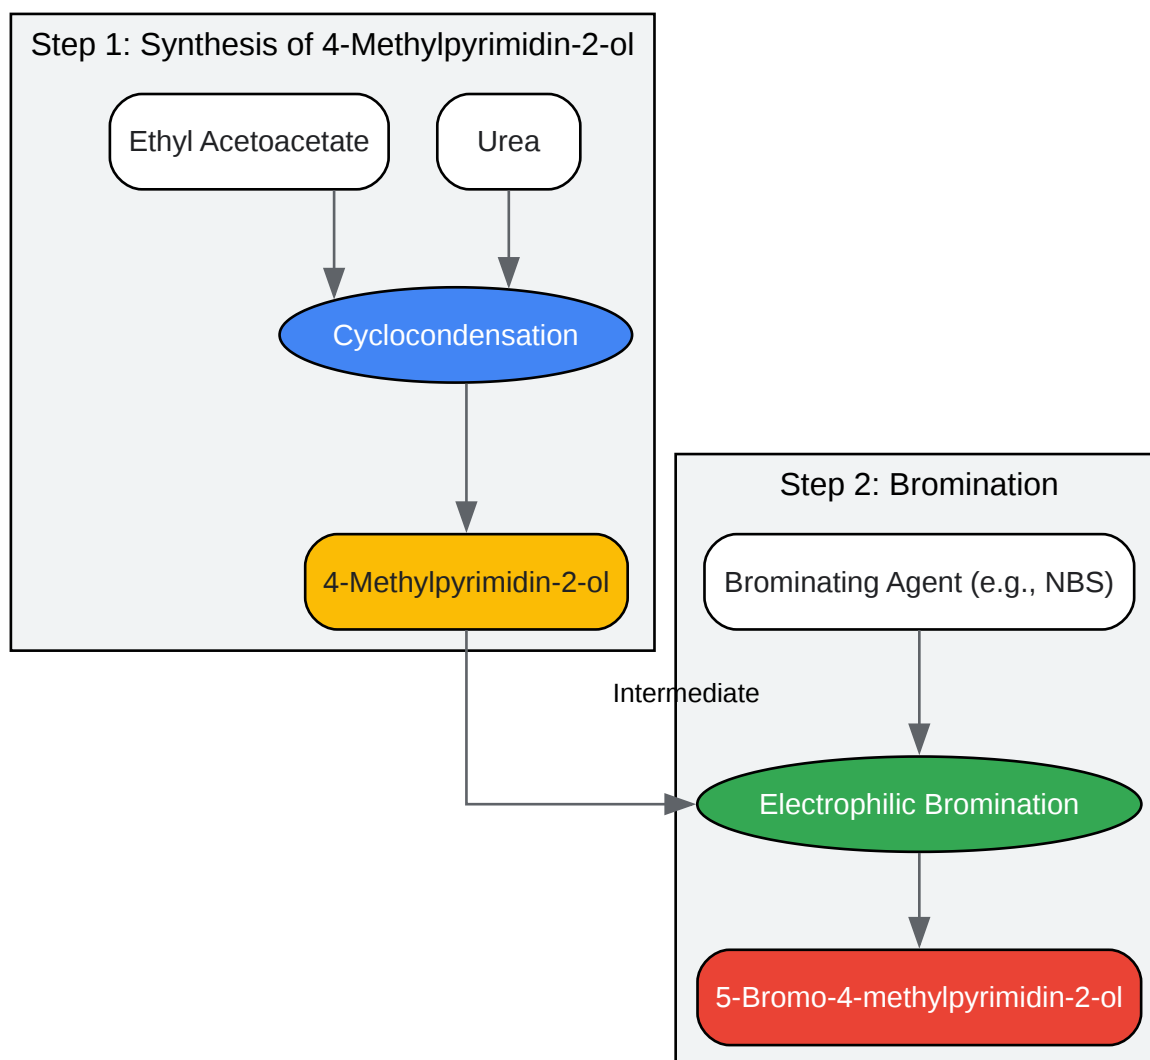 Step 1: Synthesis of 4-Methylpyrimidin-2-ol
Ethyl Acetoacetate
Urea
Cyclocondensation
4-Methylpyrimidin-2-ol
Step 2: Bromination
Brominating Agent (e.g., NBS)
Intermediate
Electrophilic Bromination
5-Bromo-4-methylpyrimidin-2-ol